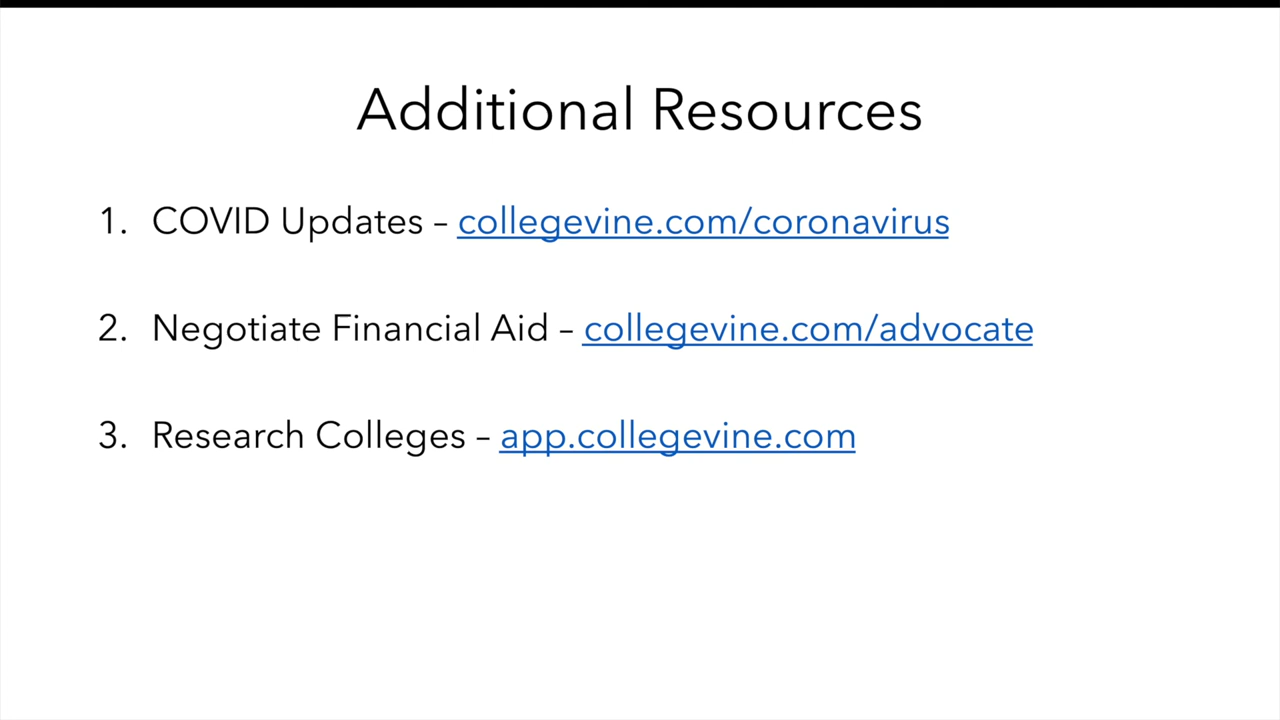 Additional Resources
1. COVID Updates – collegevine.com/coronavirus
2. Negotiate Financial Aid – collegevine.com/advocate
3. Research Colleges – app.collegevine.com